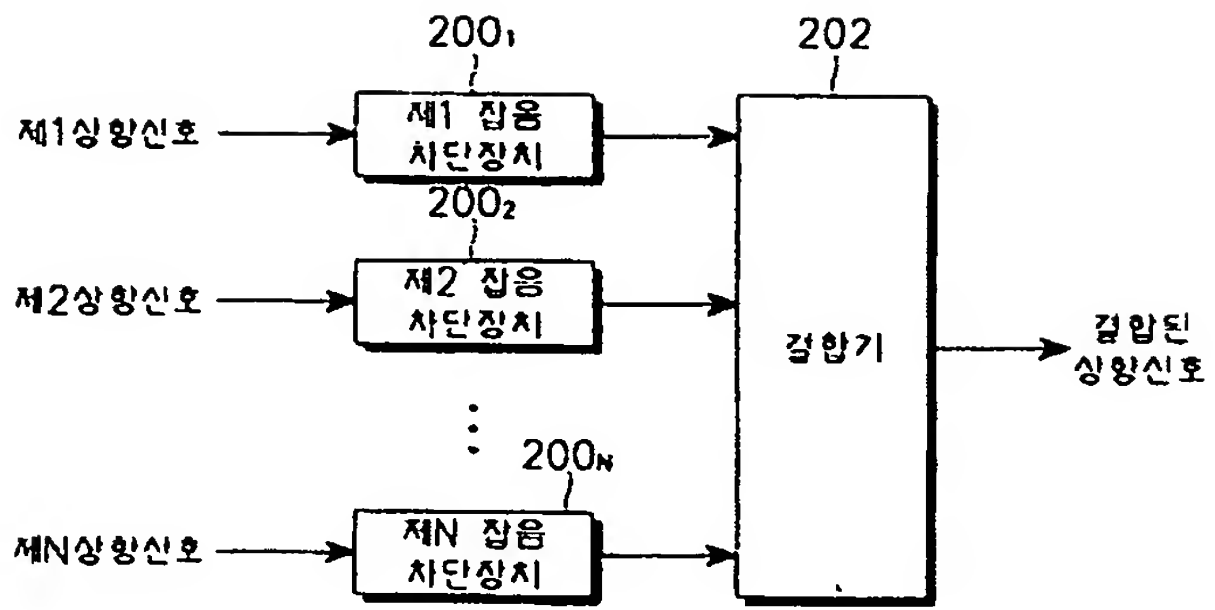 200₁
202
제1상향신호
제1 잡음
차단장치
200₂
제2상향신호
제2 잡음
차단장치
결합기
결합된
상향신호
200N
제N상향신호
제N 잡음
차단장치